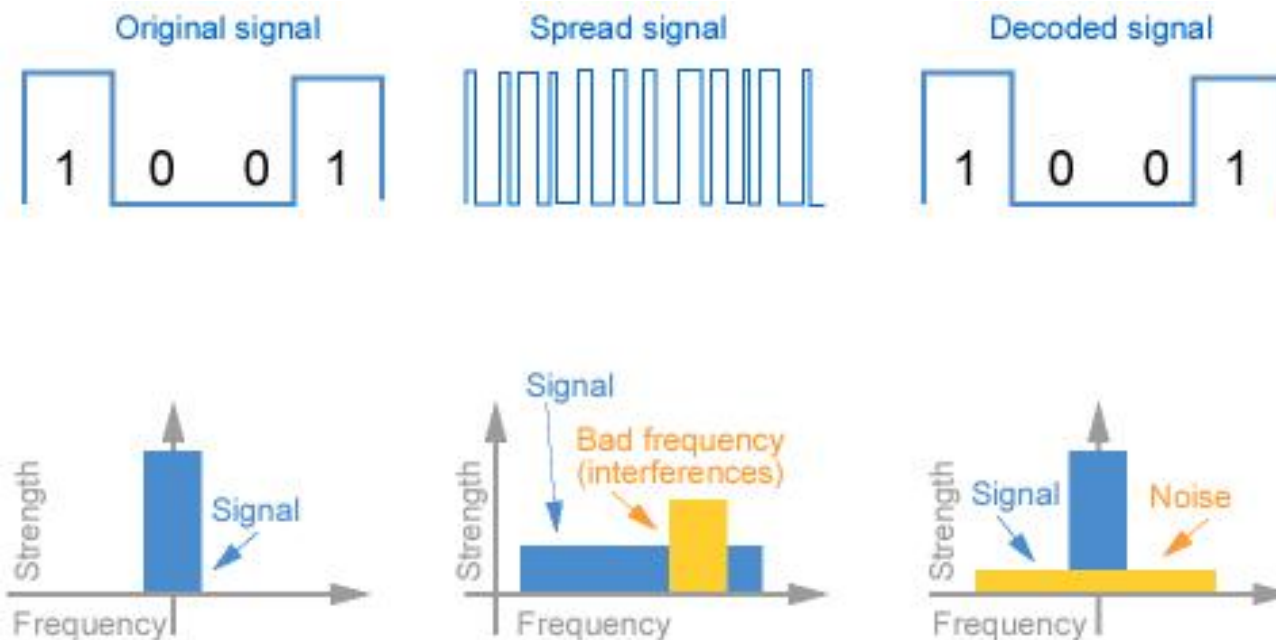 Original signal
Spread signal
Decoded signal
1 0 0 1
1 0 0 1
Strength
Signal
Frequency
Signal
Bad frequency
(interferences)
Strength
Frequency
Signal
Noise
Strength
Frequency